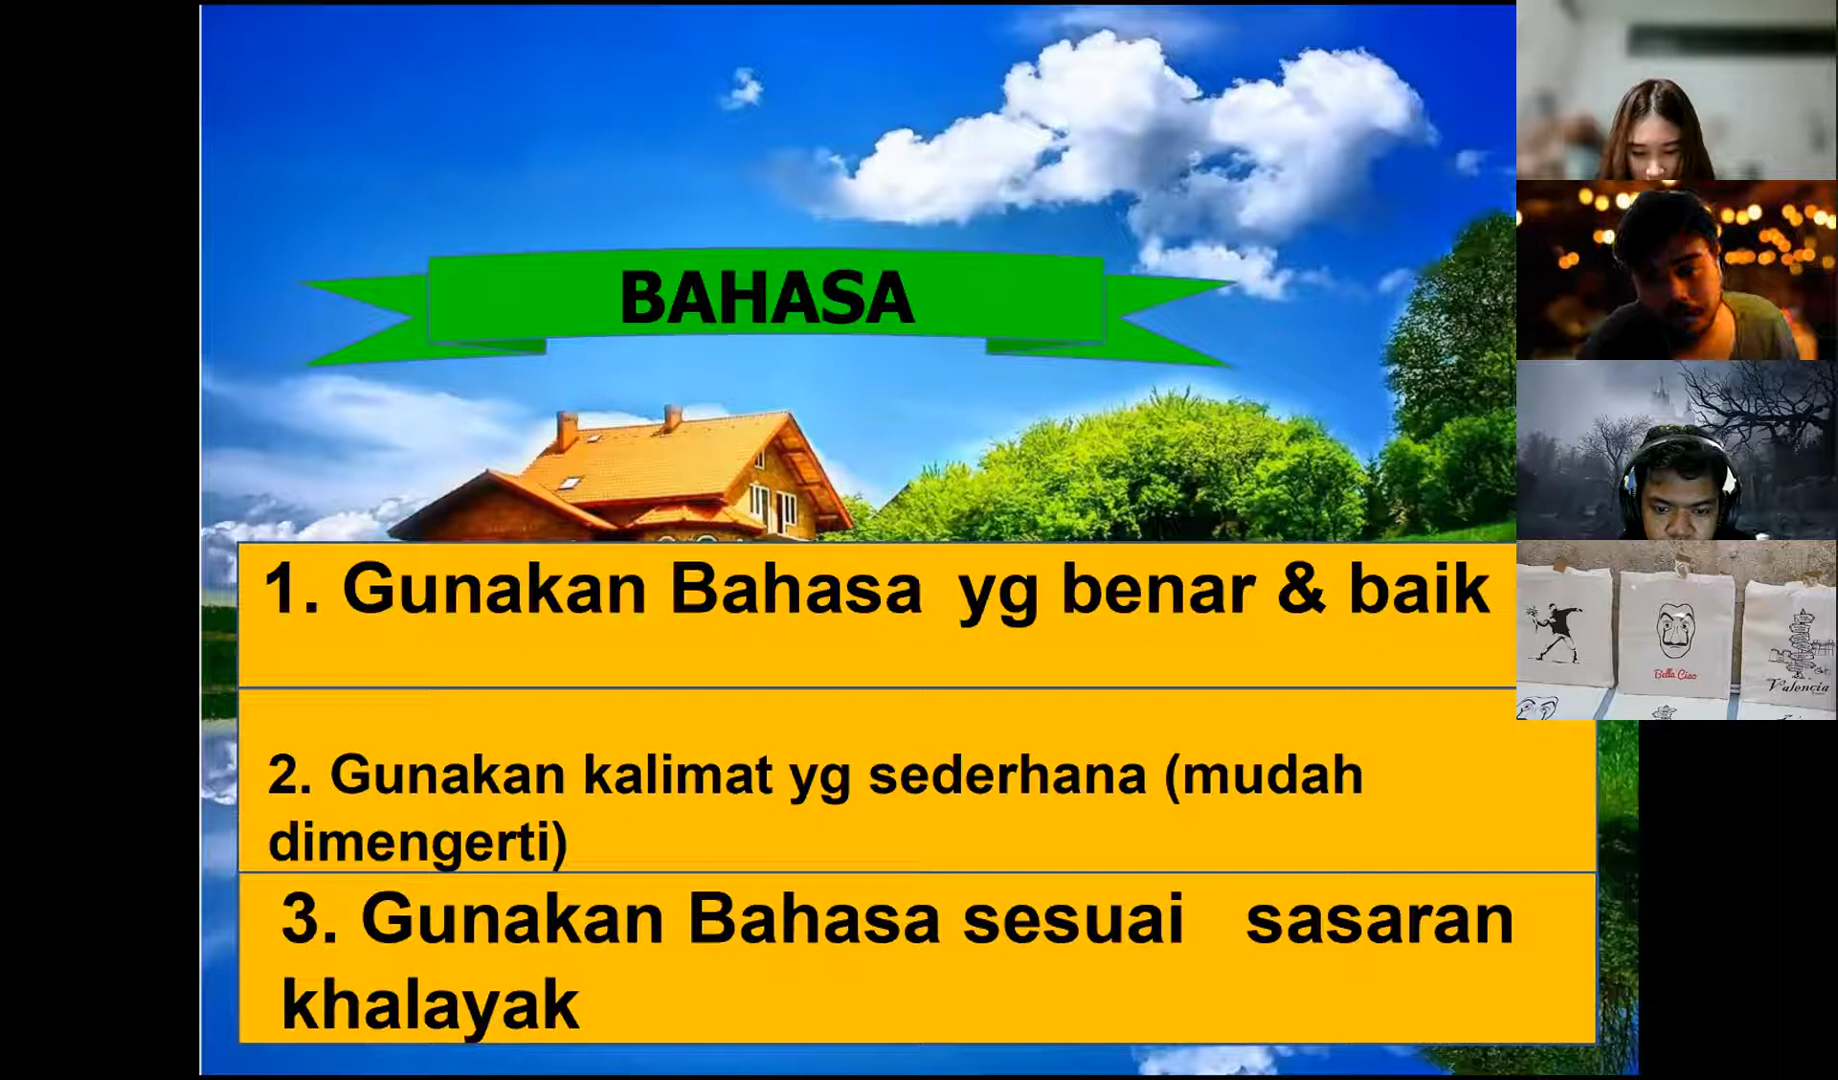 BAHASA
1. Gunakan Bahasa yg benar & baik
2. Gunakan kalimat yg sederhana (mudah
dimengerti)
3. Gunakan Bahasa sesuai sasaran
khalayak
Bella Ciao
Valencia